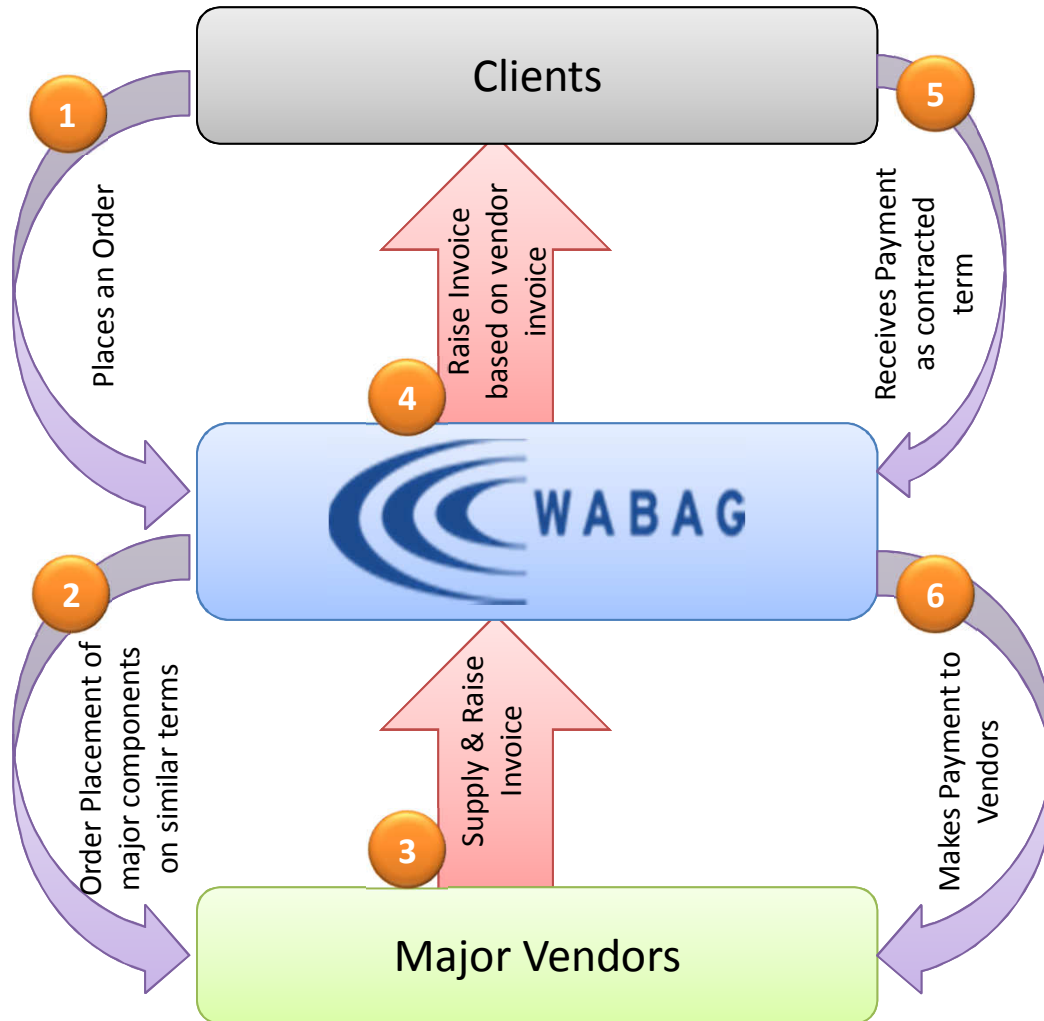 Clients
1
5
Places an Order
Raise Invoice
based on vendor
invoice
Receives Payment
as contracted
term
4
WABAG
2
6
Order Placement of
major components
on similar terms
Supply & Raise
Invoice
Makes Payment to
Vendors
3
Major Vendors